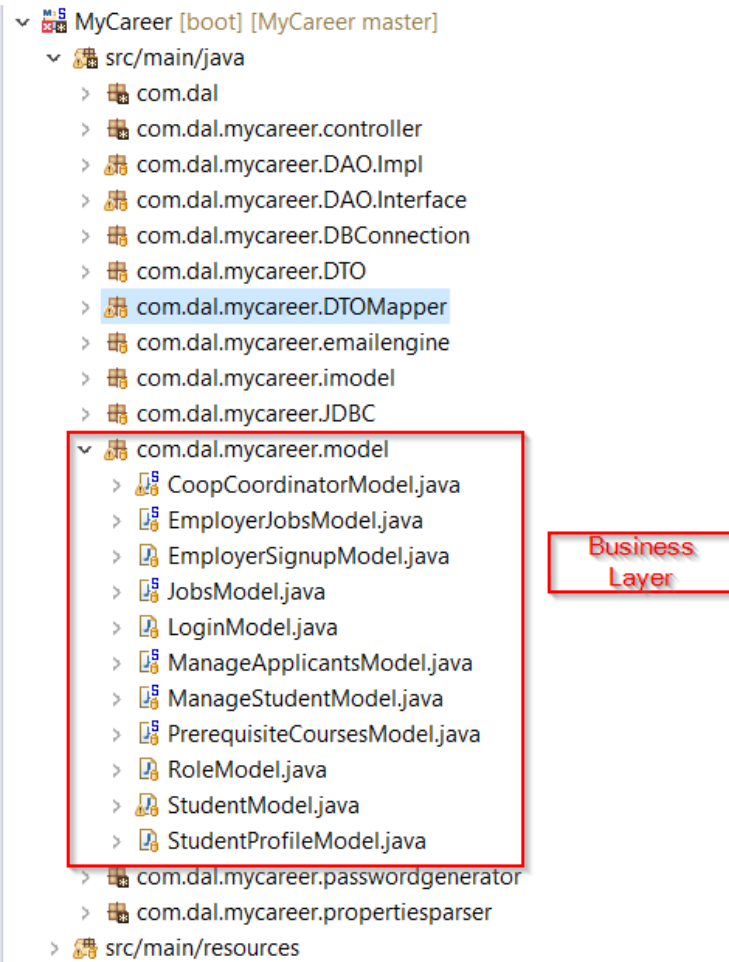 MyCareer [boot] [MyCareer master]
src/main/java
com.dal
com.dal.mycareer.controller
com.dal.mycareer.DAO.Impl
com.dal.mycareer.DAO.Interface
com.dal.mycareer.DBConnection
com.dal.mycareer.DTO
com.dal.mycareer.DTOMapper
com.dal.mycareer.emailengine
com.dal.mycareer.imodel
com.dal.mycareer.JDBC
com.dal.mycareer.model
CoopCoordinatorModel.java
EmployerJobsModel.java
EmployerSignupModel.java
Business
Layer
JobsModel.java
LoginModel.java
ManageApplicantsModel.java
ManageStudentModel.java
PrerequisiteCoursesModel.java
RoleModel.java
StudentModel.java
StudentProfileModel.java
com.dal.mycareer.passwordgenerator
com.dal.mycareer.propertiesparser
src/main/resources